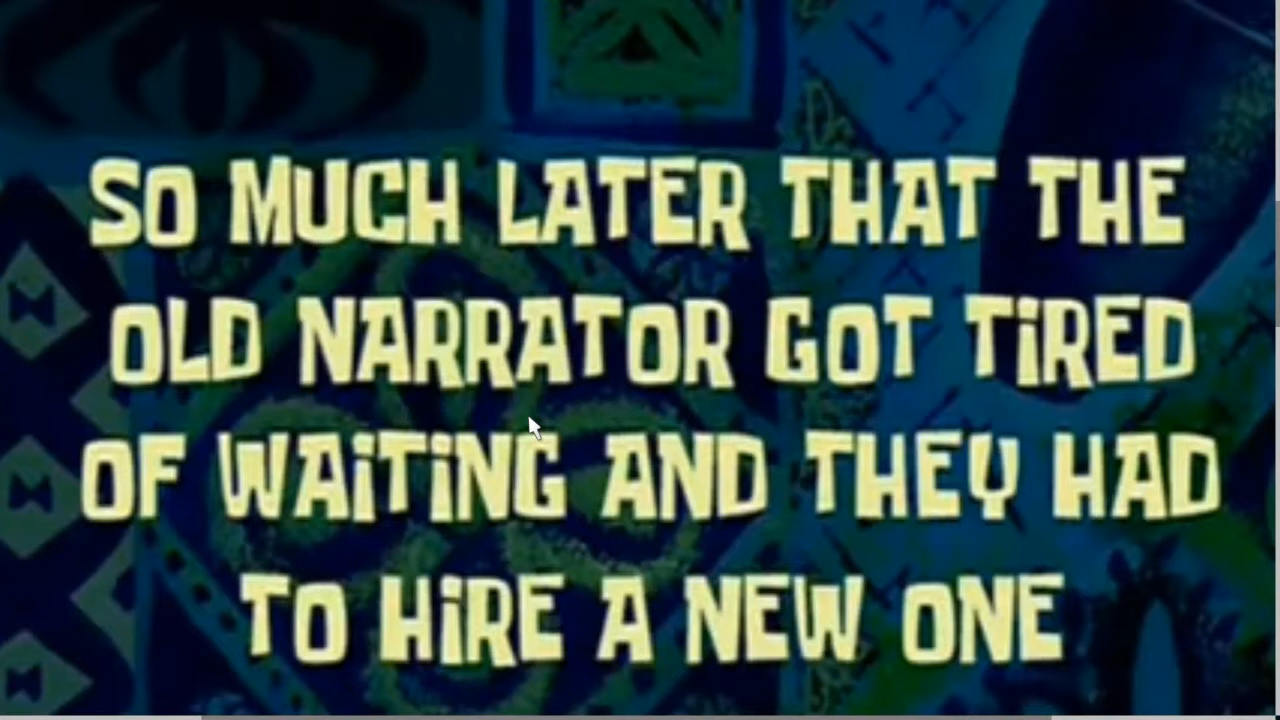 SO MUCH LATER THAT THE
OLD NARRATOR GOT TiRED
OF WAiTiNG AND THEY HAD
TO HiRE A NEW ONE